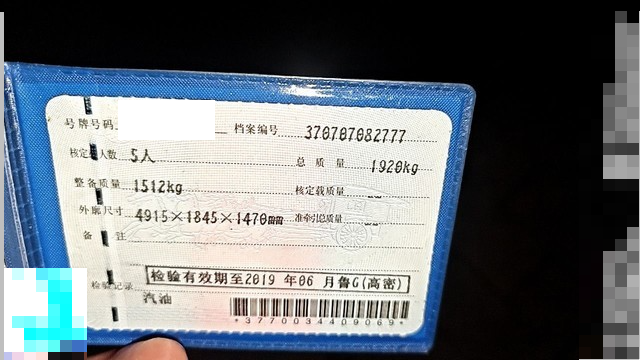 号牌号码 档案编号 370707082777
核定人数 5人 总质量 1920kg
整备质量 1512kg 核定载质量 --
外廓尺寸 4915×1845×1470mm 准牵引总质量 --
备注
检验记录 检验有效期至2019年06月鲁G(高密)
汽油
*3770034409069*